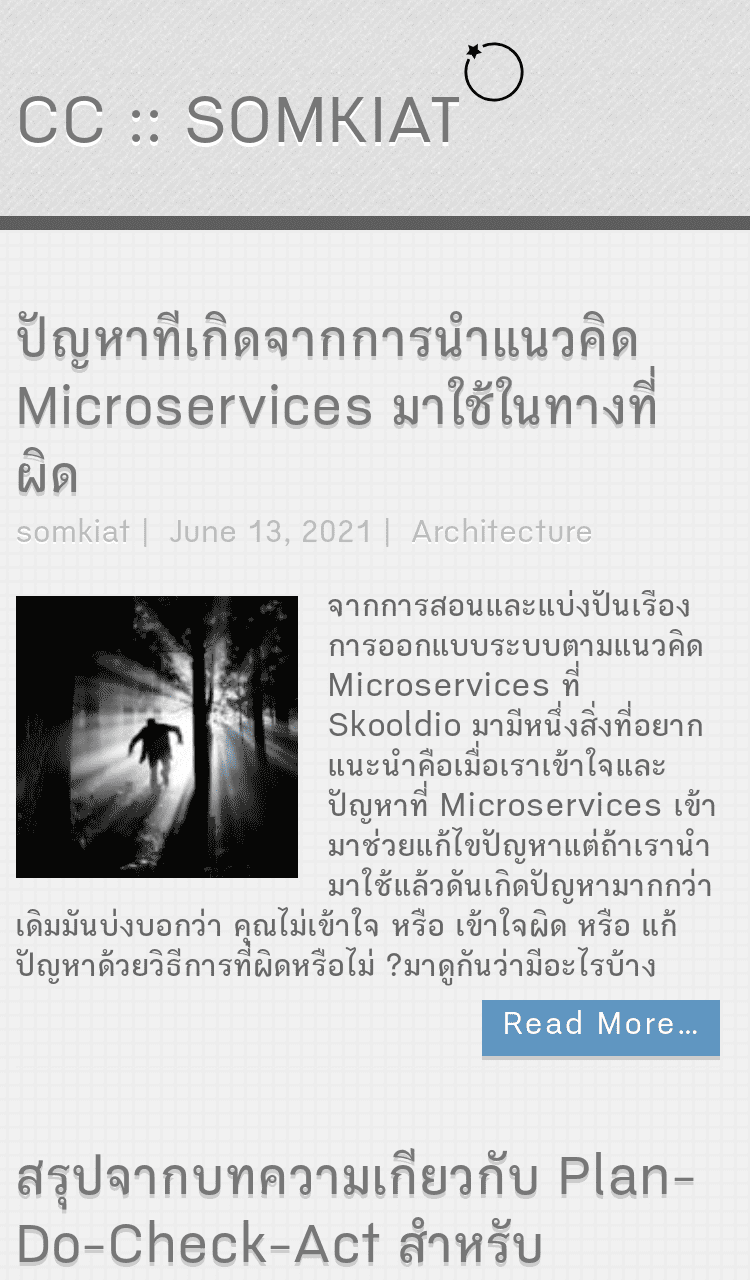 CC :: SOMKIAT
ปัญหาที่เกิดจากการนำแนวคิด
Microservices มาใช้ในทางที่
ผิด
somkiat | June 13, 2021 | Architecture
จากการสอนและแบ่งปันเรื่อง
การออกแบบระบบตามแนวคิด
Microservices ที่
Skooldio มามีหนึ่งสิ่งที่อยาก
แนะนำคือเมื่อเราเข้าใจและ
ปัญหาที่ Microservices เข้า
มาช่วยแก้ไขปัญหาแต่ถ้าเรานำ
มาใช้แล้วดันเกิดปัญหามากกว่า
เดิมมันบ่งบอกว่า คุณไม่เข้าใจ หรือ เข้าใจผิด หรือ แก้
ปัญหาด้วยวิธีการที่ผิดหรือไม่ ?มาดูกันว่ามีอะไรบ้าง
Read More…
สรุปจากบทความเกี่ยวกับ Plan-
Do-Check-Act สำหรับ